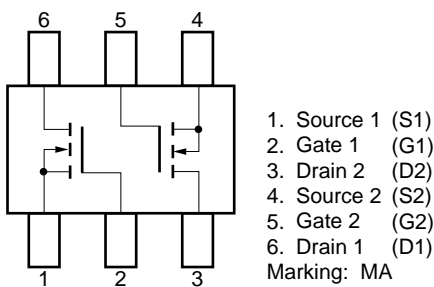 6 5 4
1 2 3
1. Source 1 (S1)
2. Gate 1 (G1)
3. Drain 2 (D2)
4. Source 2 (S2)
5. Gate 2 (G2)
6. Drain 1 (D1)
Marking: MA